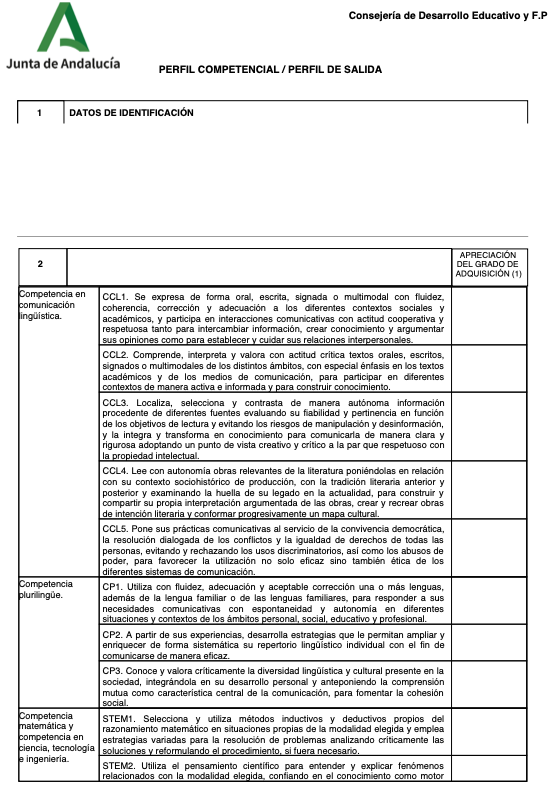 Consejería de Desarrollo Educativo y F.P
Junta de Andalucía
PERFIL COMPETENCIAL / PERFIL DE SALIDA
1 DATOS DE IDENTIFICACIÓN
2
APRECIACIÓN
DEL GRADO DE
ADQUISICIÓN (1)
Competencia en
comunicación
lingüística.
CCL1. Se expresa de forma oral, escrita, signada o multimodal con fluidez,
coherencia, corrección y adecuación a los diferentes contextos sociales y
académicos, y participa en interacciones comunicativas con actitud cooperativa y
respetuosa tanto para intercambiar información, crear conocimiento y argumentar
sus opiniones como para establecer y cuidar sus relaciones interpersonales.
CCL2. Comprende, interpreta y valora con actitud crítica textos orales, escritos,
signados o multimodales de los distintos ámbitos, con especial énfasis en los textos
académicos y de los medios de comunicación, para participar en diferentes
contextos de manera activa e informada y para construir conocimiento.
CCL3. Localiza, selecciona y contrasta de manera autónoma información
procedente de diferentes fuentes evaluando su fiabilidad y pertinencia en función
de los objetivos de lectura y evitando los riesgos de manipulación y desinformación,
y la integra y transforma en conocimiento para comunicarla de manera clara y
rigurosa adoptando un punto de vista creativo y crítico a la par que respetuoso con
la propiedad intelectual.
CCL4. Lee con autonomía obras relevantes de la literatura poniéndolas en relación
con su contexto sociohistórico de producción, con la tradición literaria anterior y
posterior y examinando la huella de su legado en la actualidad, para construir y
compartir su propia interpretación argumentada de las obras, crear y recrear obras
de intención literaria y conformar progresivamente un mapa cultural.
CCL5. Pone sus prácticas comunicativas al servicio de la convivencia democrática,
la resolución dialogada de los conflictos y la igualdad de derechos de todas las
personas, evitando y rechazando los usos discriminatorios, así como los abusos de
poder, para favorecer la utilización no solo eficaz sino también ética de los
diferentes sistemas de comunicación.
Competencia
plurilingüe.
CP1. Utiliza con fluidez, adecuación y aceptable corrección una o más lenguas,
además de la lengua familiar o de las lenguas familiares, para responder a sus
necesidades comunicativas con espontaneidad y autonomía en diferentes
situaciones y contextos de los ámbitos personal, social, educativo y profesional.
CP2. A partir de sus experiencias, desarrolla estrategias que le permitan ampliar y
enriquecer de forma sistemática su repertorio lingüístico individual con el fin de
comunicarse de manera eficaz.
CP3. Conoce y valora críticamente la diversidad lingüística y cultural presente en la
sociedad, integrándola en su desarrollo personal y anteponiendo la comprensión
mutua como característica central de la comunicación, para fomentar la cohesión
social.
Competencia
matemática y
competencia en
ciencia, tecnología
e ingeniería.
STEM1. Selecciona y utiliza métodos inductivos y deductivos propios del
razonamiento matemático en situaciones propias de la modalidad elegida y emplea
estrategias variadas para la resolución de problemas analizando críticamente las
soluciones y reformulando el procedimiento, si fuera necesario.
STEM2. Utiliza el pensamiento científico para entender y explicar fenómenos
relacionados con la modalidad elegida, confiando en el conocimiento como motor